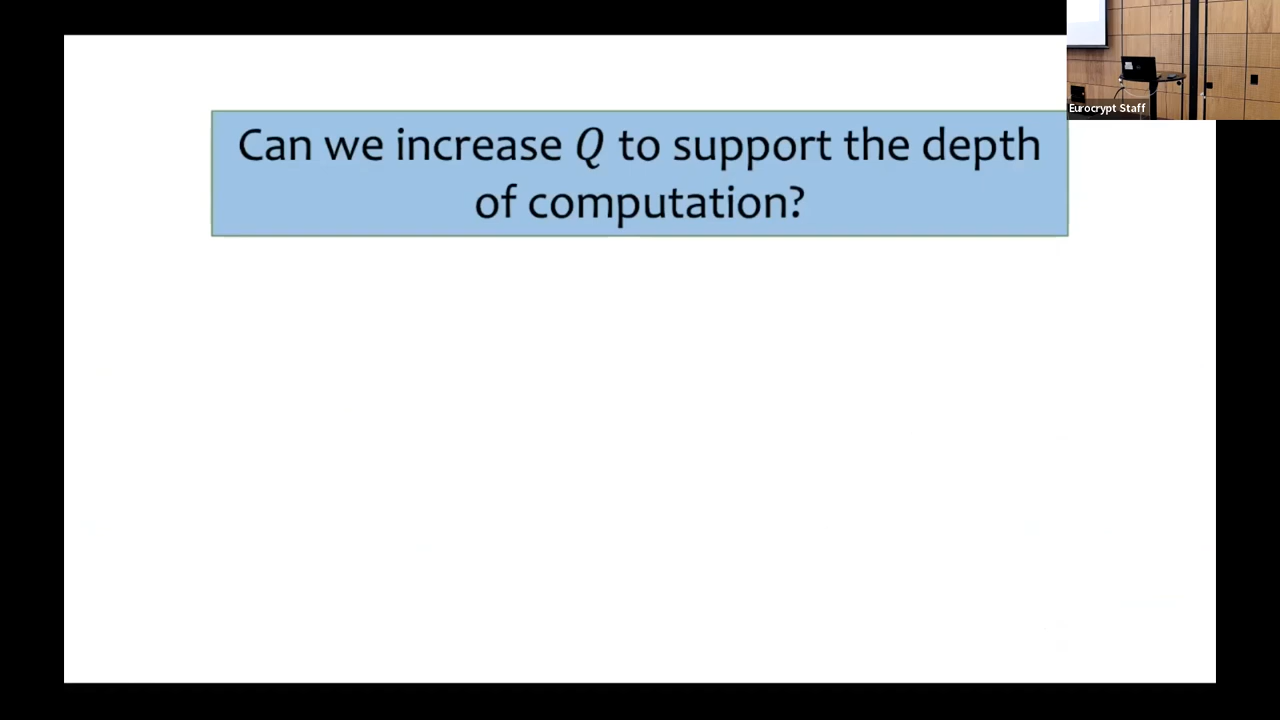 Eurocrypt Staff
Can we increase Q to support the depth
of computation?